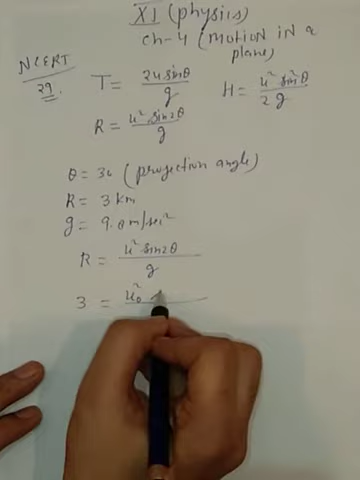 XI (physics)
Ch-4 (MOTION IN a plane)
NCERT
39
T = 2u sinθ / g
H = u² sin²θ / 2g
R = u² sin2θ / g
θ = 30 (projection angle)
R = 3 km
g = 9.8 m/sec²
R = u² sin2θ / g
3 = u₀²